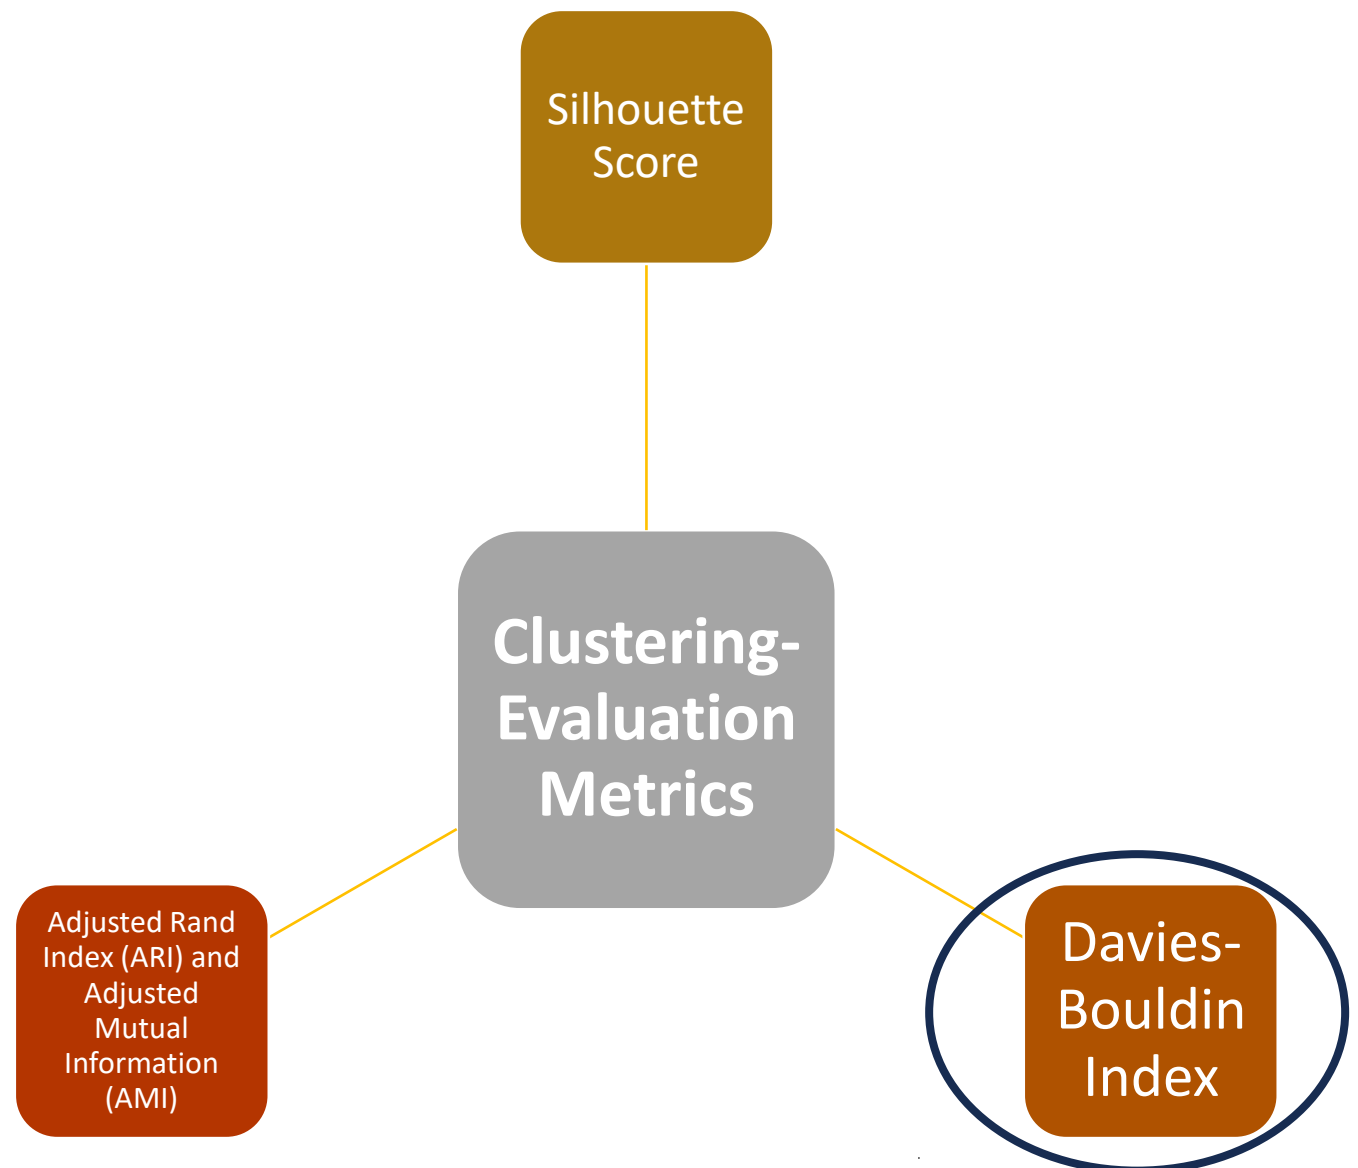 Silhouette
Score
Clustering-
Evaluation
Metrics
Adjusted Rand
Index (ARI) and
Adjusted
Mutual
Information
(AMI)
Davies-
Bouldin
Index